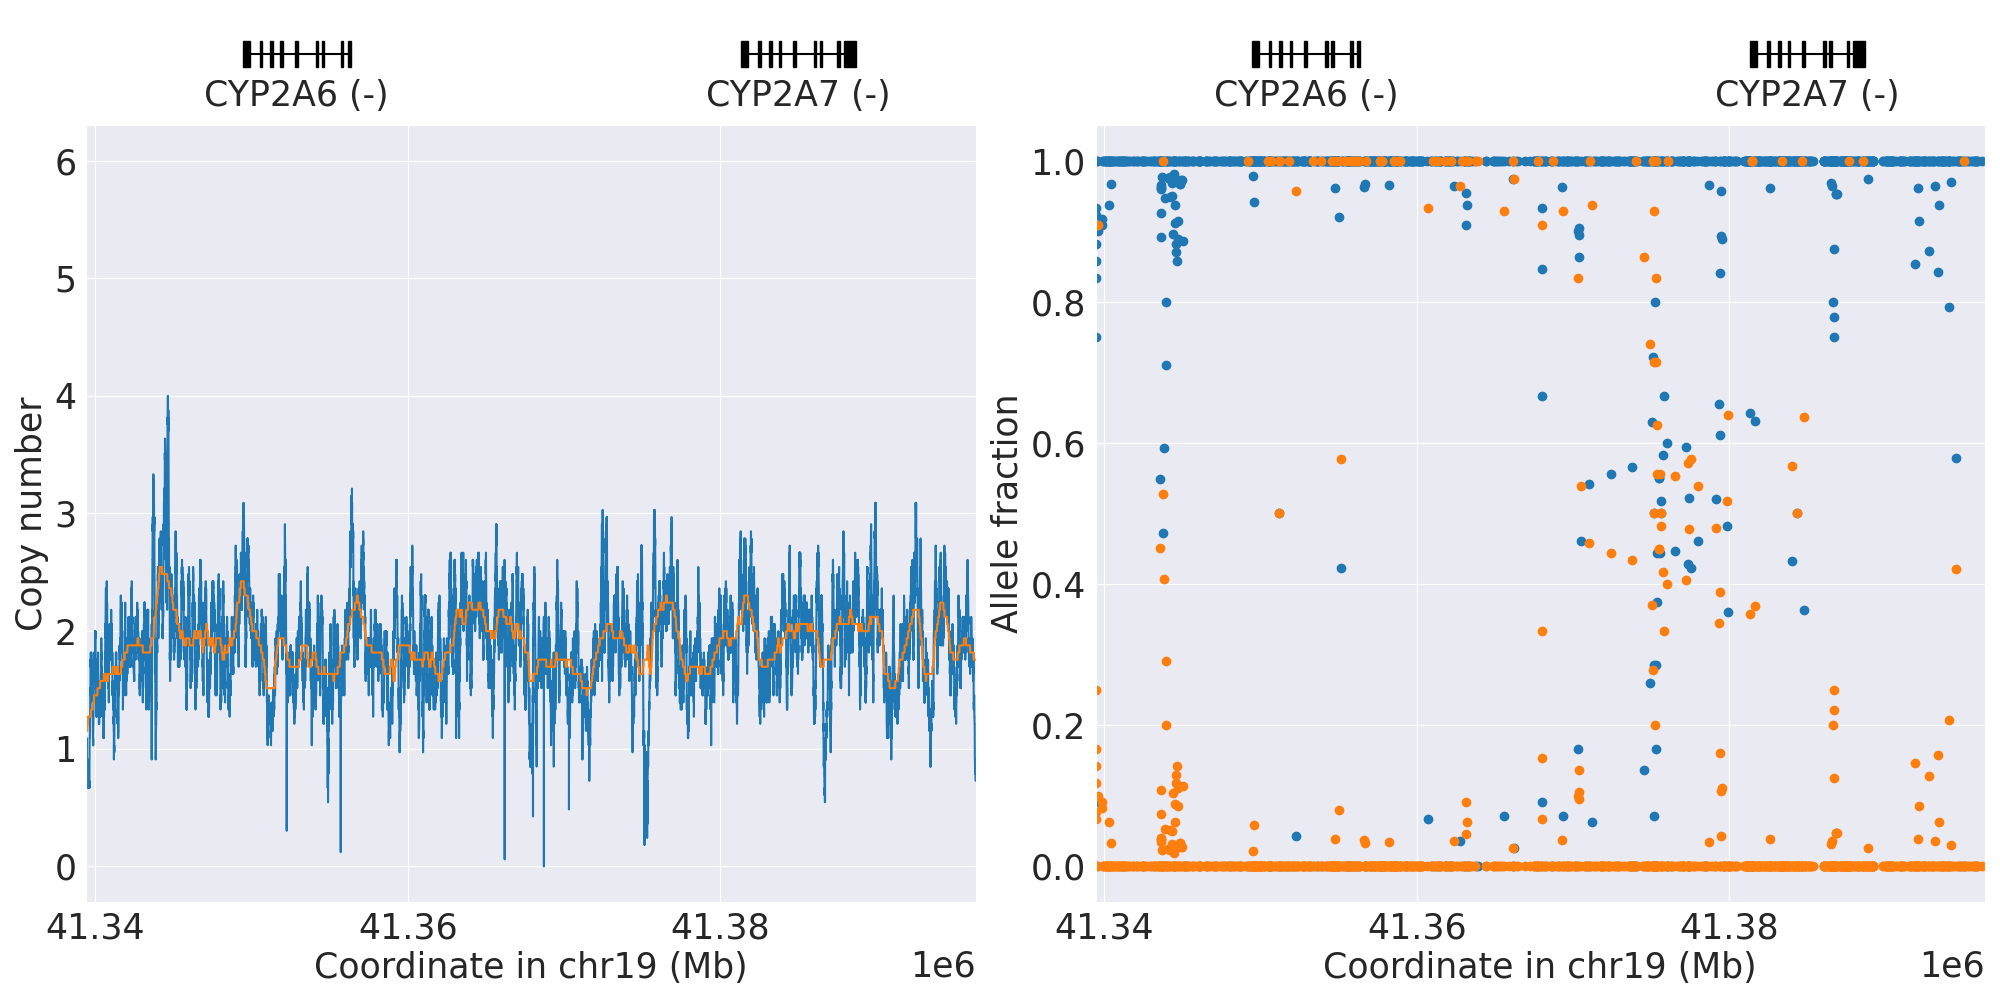 CYP2A6 (-)
CYP2A7 (-)
6
5
4
3
2
1
0
Copy number
41.34
41.36
41.38
Coordinate in chr19 (Mb)
1e6
CYP2A6 (-)
CYP2A7 (-)
1.0
0.8
0.6
0.4
0.2
0.0
Allele fraction
41.34
41.36
41.38
Coordinate in chr19 (Mb)
1e6